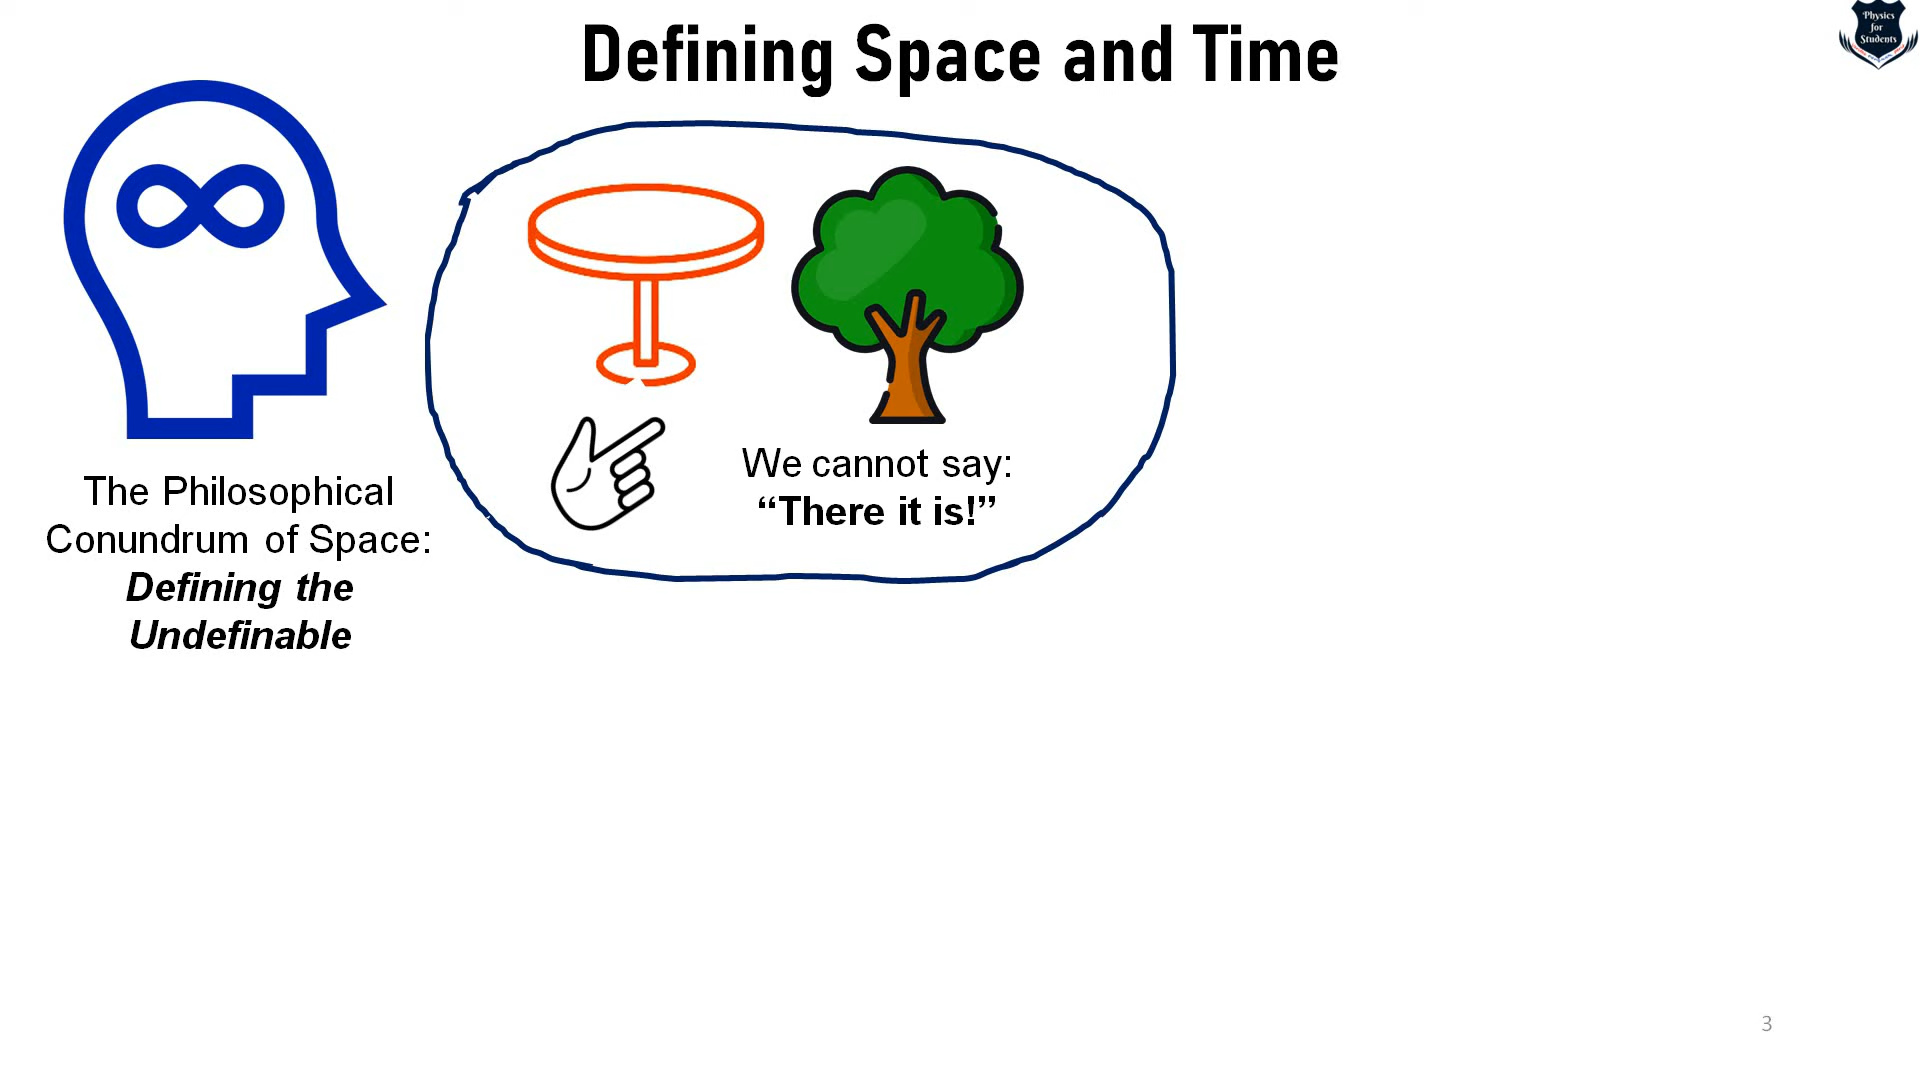 Defining Space and Time
Physics
for
Students
The Philosophical
Conundrum of Space:
Defining the
Undefinable
We cannot say:
“There it is!”
3